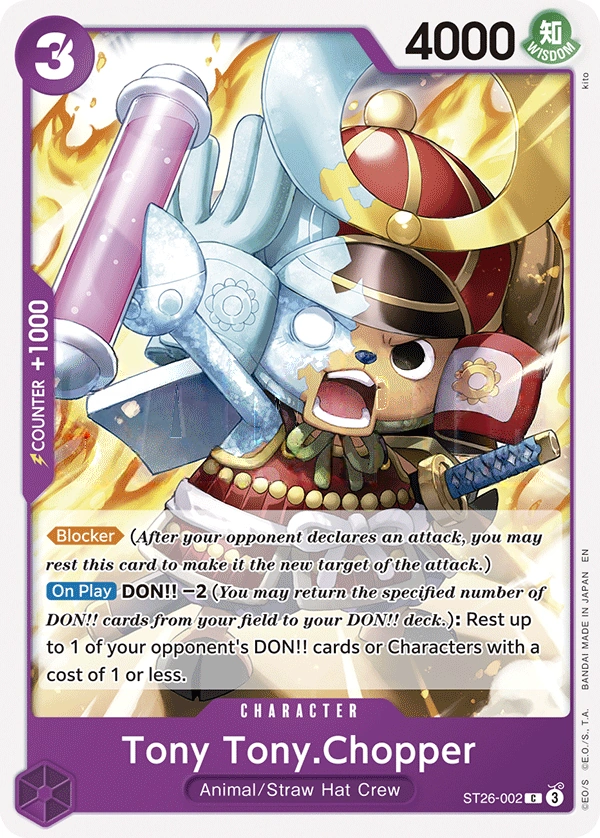 3
4000
知
WISDOM
kito
COUNTER +1000
Blocker (After your opponent declares an attack, you may
rest this card to make it the new target of the attack.)
On Play DON!! −2 (You may return the specified number of
DON!! cards from your field to your DON!! deck.): Rest up
to 1 of your opponent's DON!! cards or Characters with a
cost of 1 or less.
CHARACTER
Tony Tony.Chopper
Animal/Straw Hat Crew
ST26-002 C 3
©E.O/S ©E.O./S., T.A. BANDAI MADE IN JAPAN EN